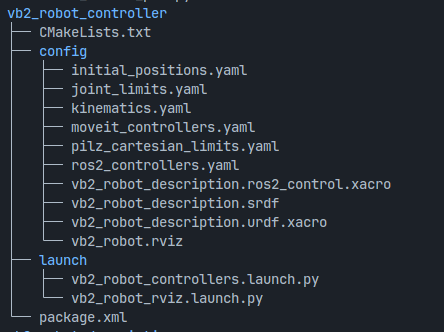 vb2_robot_controller
├── CMakeLists.txt
├── config
│   ├── initial_positions.yaml
│   ├── joint_limits.yaml
│   ├── kinematics.yaml
│   ├── moveit_controllers.yaml
│   ├── pilz_cartesian_limits.yaml
│   ├── ros2_controllers.yaml
│   ├── vb2_robot_description.ros2_control.xacro
│   ├── vb2_robot_description.srdf
│   ├── vb2_robot_description.urdf.xacro
│   └── vb2_robot.rviz
├── launch
│   ├── vb2_robot_controllers.launch.py
│   └── vb2_robot_rviz.launch.py
└── package.xml